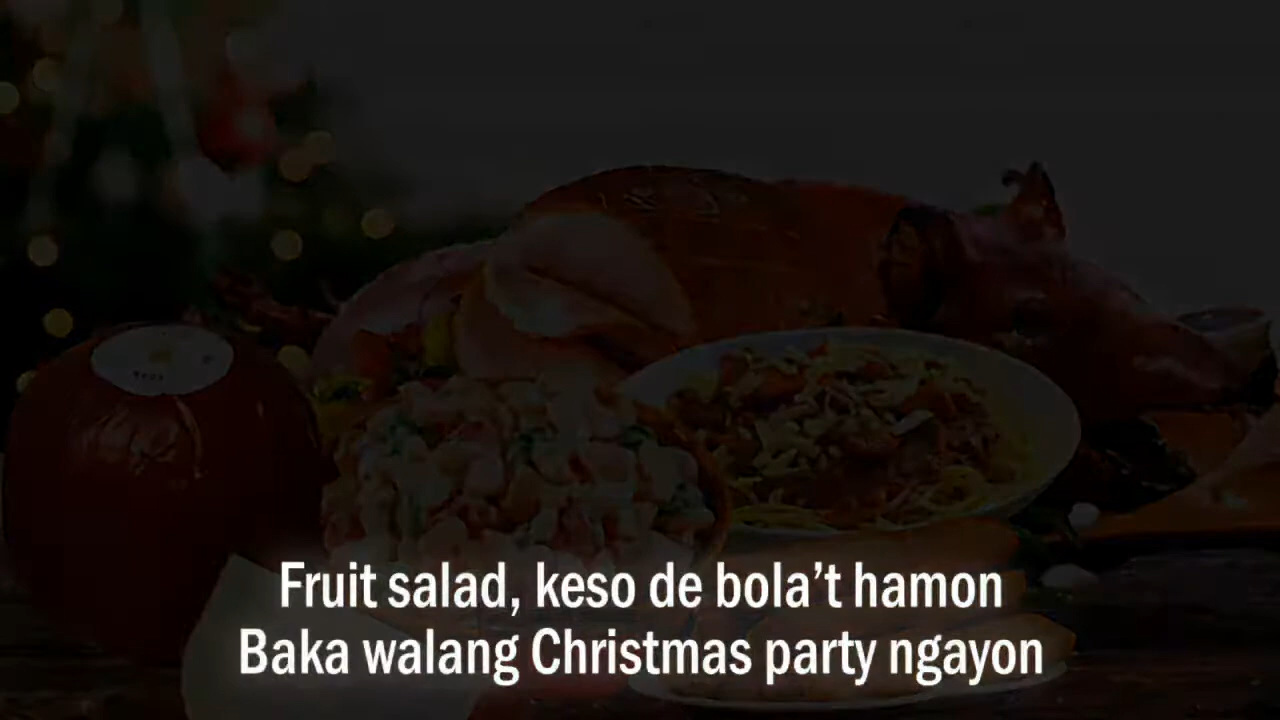 Fruit salad, keso de bola’t hamon
Baka walang Christmas party ngayon